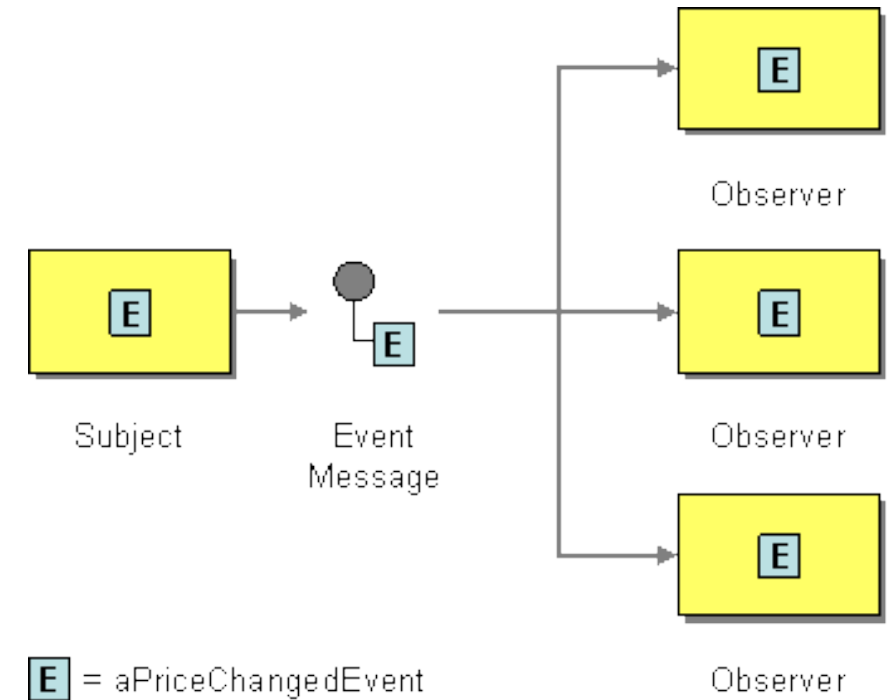 E
Observer
E
E
E
Subject
Event
Message
Observer
E
E = aPriceChangedEvent
Observer